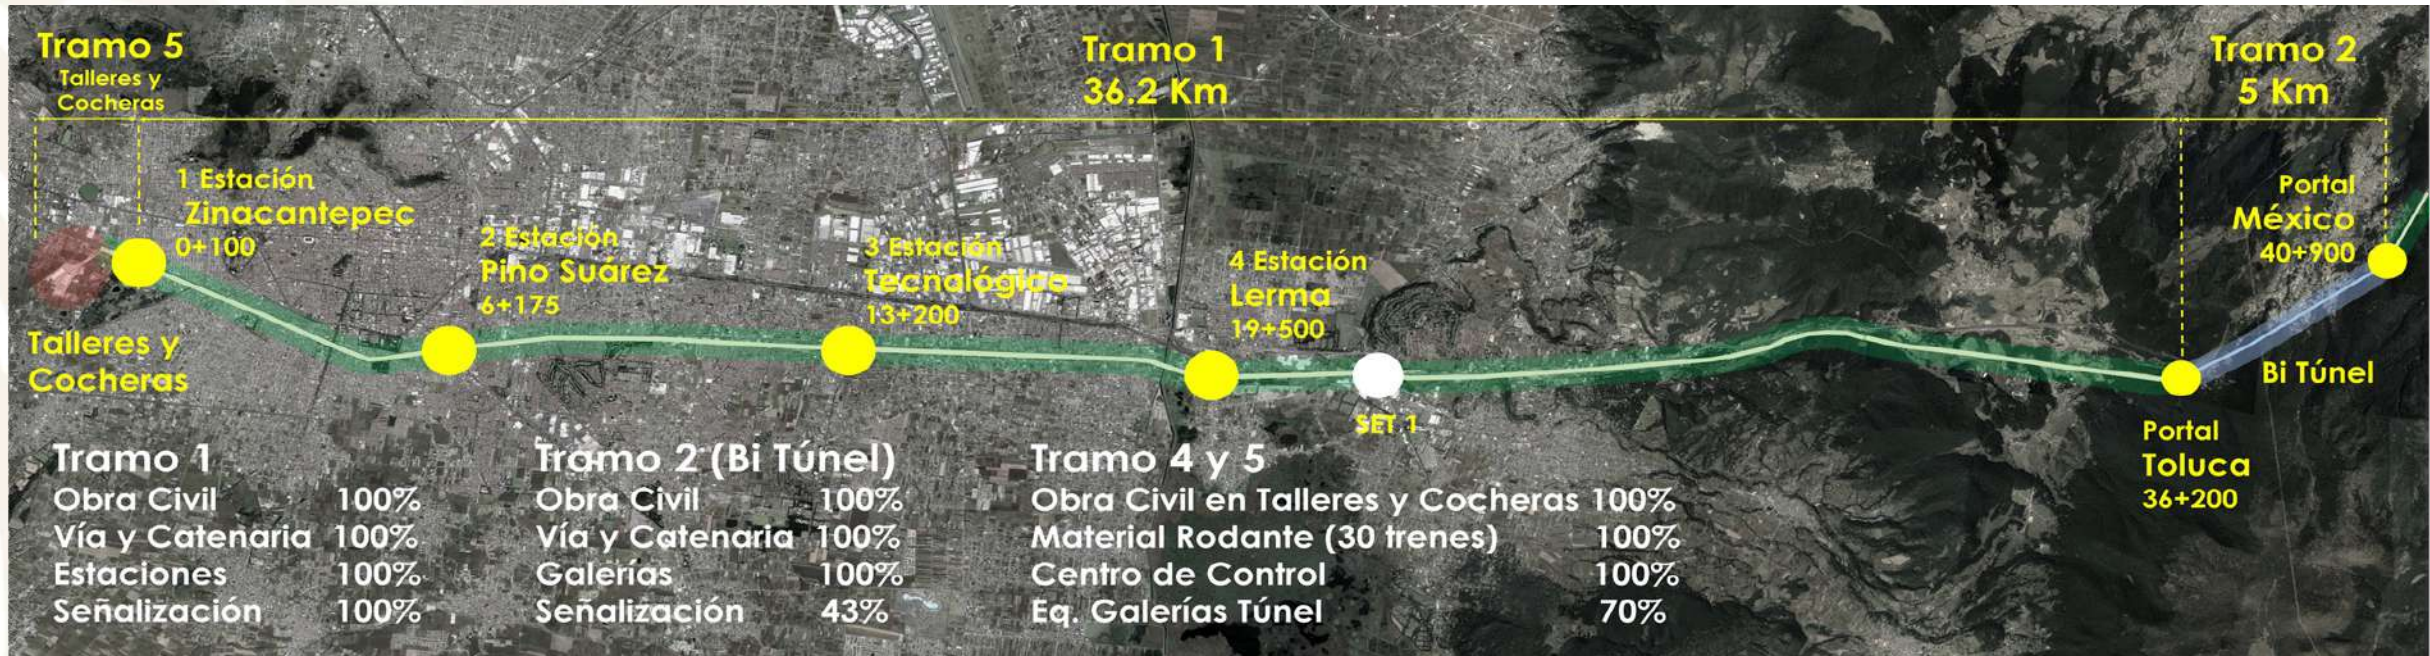 Tramo 5
Talleres y
Cocheras
Tramo 1
36.2 Km
Tramo 2
5 Km
1 Estación
Zinacantepec
0+100
2 Estación
Pino Suárez
6+175
3 Estación
Tecnológico
13+200
4 Estación
Lerma
19+500
Portal
México
40+900
Talleres y
Cocheras
SET 1
Bi Túnel
Portal
Toluca
36+200
Tramo 1
Obra Civil 100%
Vía y Catenaria 100%
Estaciones 100%
Señalización 100%
Tramo 2 (Bi Túnel)
Obra Civil 100%
Vía y Catenaria 100%
Galerías 100%
Señalización 43%
Tramo 4 y 5
Obra Civil en Talleres y Cocheras 100%
Material Rodante (30 trenes) 100%
Centro de Control 100%
Eq. Galerías Túnel 70%